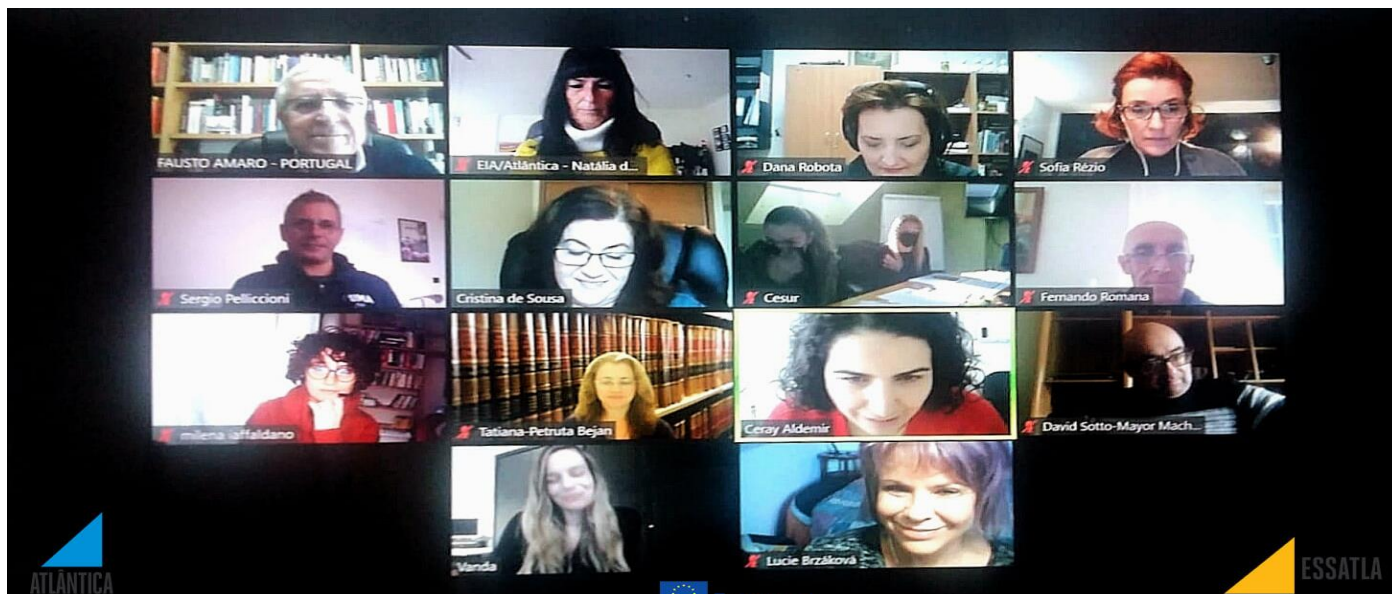 FAUSTO AMARO - PORTUGAL
EIA/Atlântica - Natália d...
Dana Robota
Sofia Rézio
Sergio Pelliccioni
Cristina de Sousa
Cesur
Fernando Romana
milena iaffaldano
Tatiana-Petruta Bejan
Ceray Aldemir
David Sotto-Mayor Mach...
Vanda
Lucie Brzáková
ATLÂNTICA
ESSATLA